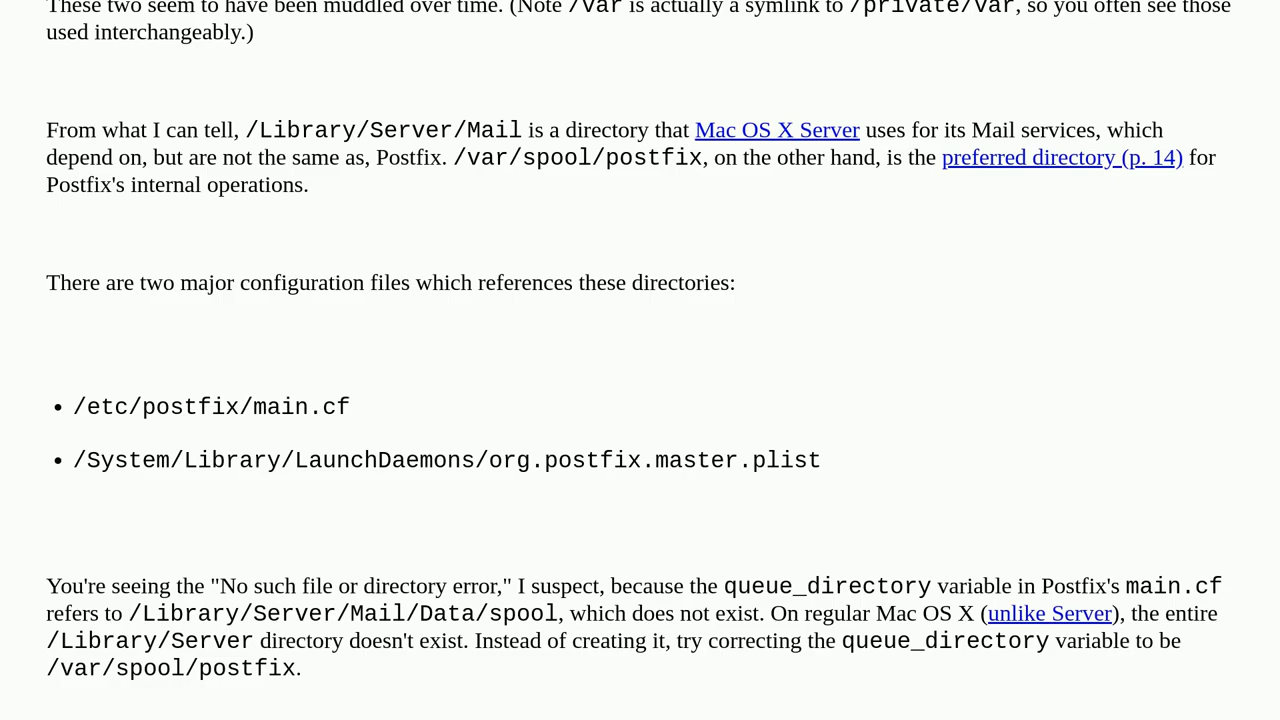 These two seem to have been muddled over time. (Note /var is actually a symlink to /private/var, so you often see those
used interchangeably.)
From what I can tell, /Library/Server/Mail is a directory that Mac OS X Server uses for its Mail services, which
depend on, but are not the same as, Postfix. /var/spool/postfix, on the other hand, is the preferred directory (p. 14) for
Postfix's internal operations.
There are two major configuration files which references these directories:
• /etc/postfix/main.cf
• /System/Library/LaunchDaemons/org.postfix.master.plist
You're seeing the "No such file or directory error," I suspect, because the queue_directory variable in Postfix's main.cf
refers to /Library/Server/Mail/Data/spool, which does not exist. On regular Mac OS X (unlike Server), the entire
/Library/Server directory doesn't exist. Instead of creating it, try correcting the queue_directory variable to be
/var/spool/postfix.